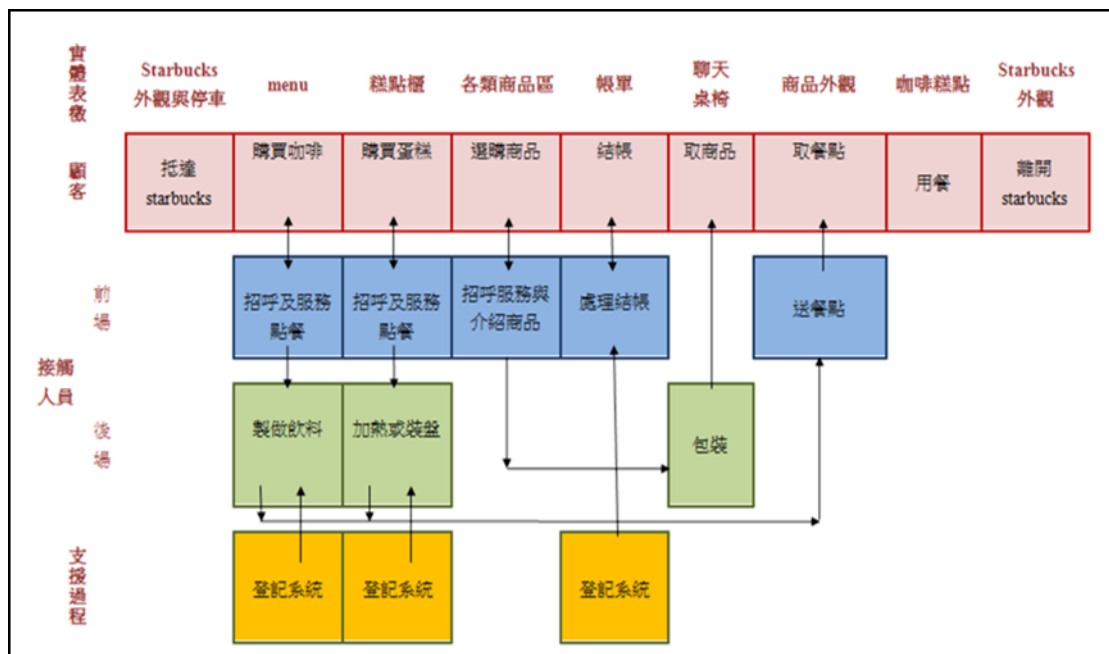 實體表徵
Starbucks
外觀與停車
menu
糕點櫃
各類商品區
帳單
聊天
桌椅
商品外觀
咖啡糕點
Starbucks
外觀
顧客
抵達
starbucks
購買咖啡
購買蛋糕
選購商品
結帳
取商品
取餐點
用餐
離開
starbucks
接觸
人員
前場
招呼及服務
點餐
招呼及服務
點餐
招呼服務與
介紹商品
處理結帳
送餐點
後場
製做飲料
加熱或裝盤
包裝
支援過程
登記系統
登記系統
登記系統